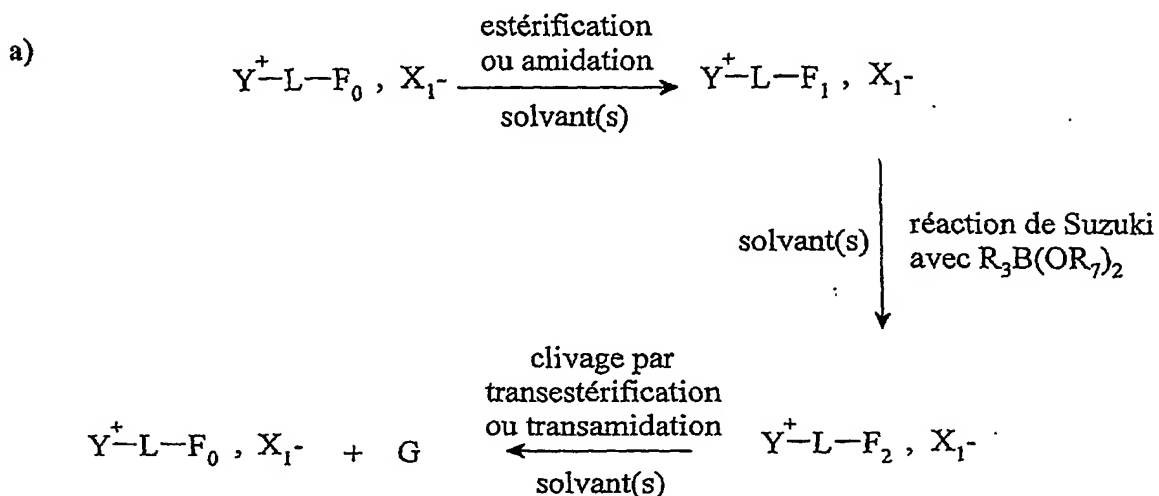 a)
estérification
ou amidation
Y⁺—L—F₀ , X₁- solvant(s) Y⁺—L—F₁ , X₁-
solvant(s)
réaction de Suzuki
avec R₃B(OR₇)₂
clivage par
transestérification
ou transamidation
Y⁺—L—F₀ , X₁- + G solvant(s) Y⁺—L—F₂ , X₁-